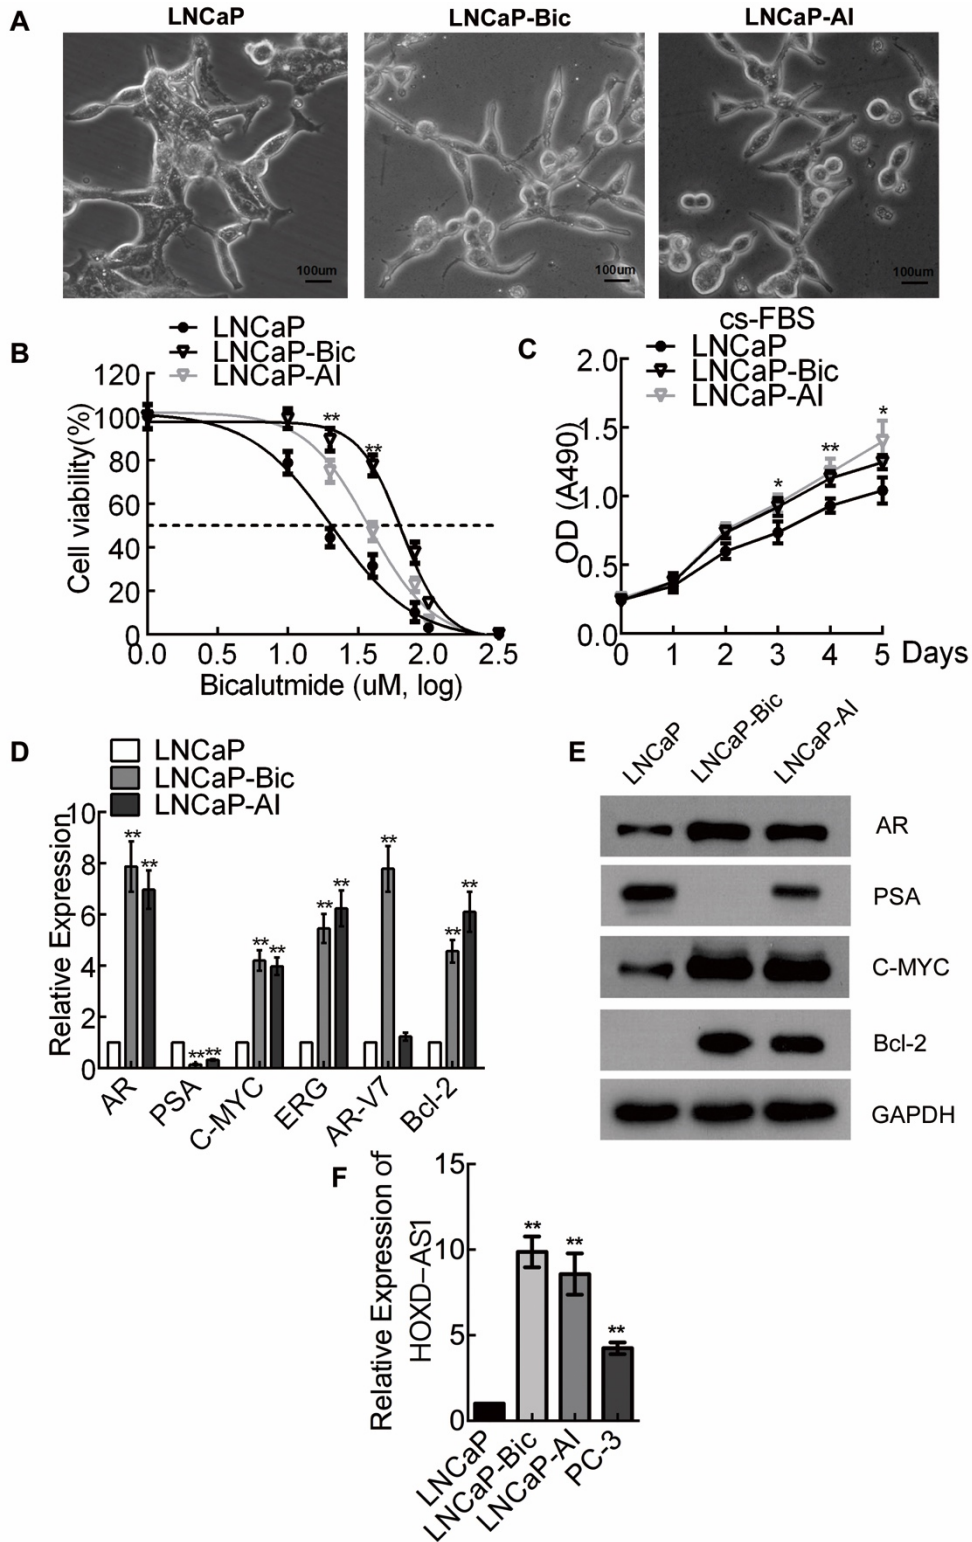 A
LNCaP
LNCaP-Bic
LNCaP-AI
100um
100um
100um
B
LNCaP
LNCaP-Bic
LNCaP-AI
Cell viability(%)
120
100
80
60
40
20
0
**
**
0.0 0.5 1.0 1.5 2.0 2.5
Bicalutmide (uM, log)
C
cs-FBS
LNCaP
LNCaP-Bic
LNCaP-AI
OD (A490)
2.0
1.5
1.0
0.5
0.0
*
**
*
0 1 2 3 4 5 Days
D
LNCaP
LNCaP-Bic
LNCaP-AI
Relative Expression
10
8
6
4
2
0
** **
** **
** **
** **
**
** **
AR
PSA
C-MYC
ERG
AR-V7
Bcl-2
E
LNCaP
LNCaP-Bic
LNCaP-AI
AR
PSA
C-MYC
Bcl-2
GAPDH
F
Relative Expression of
HOXD–AS1
15
10
5
0
**
**
**
LNCaP
LNCaP-Bic
LNCaP-AI
PC-3